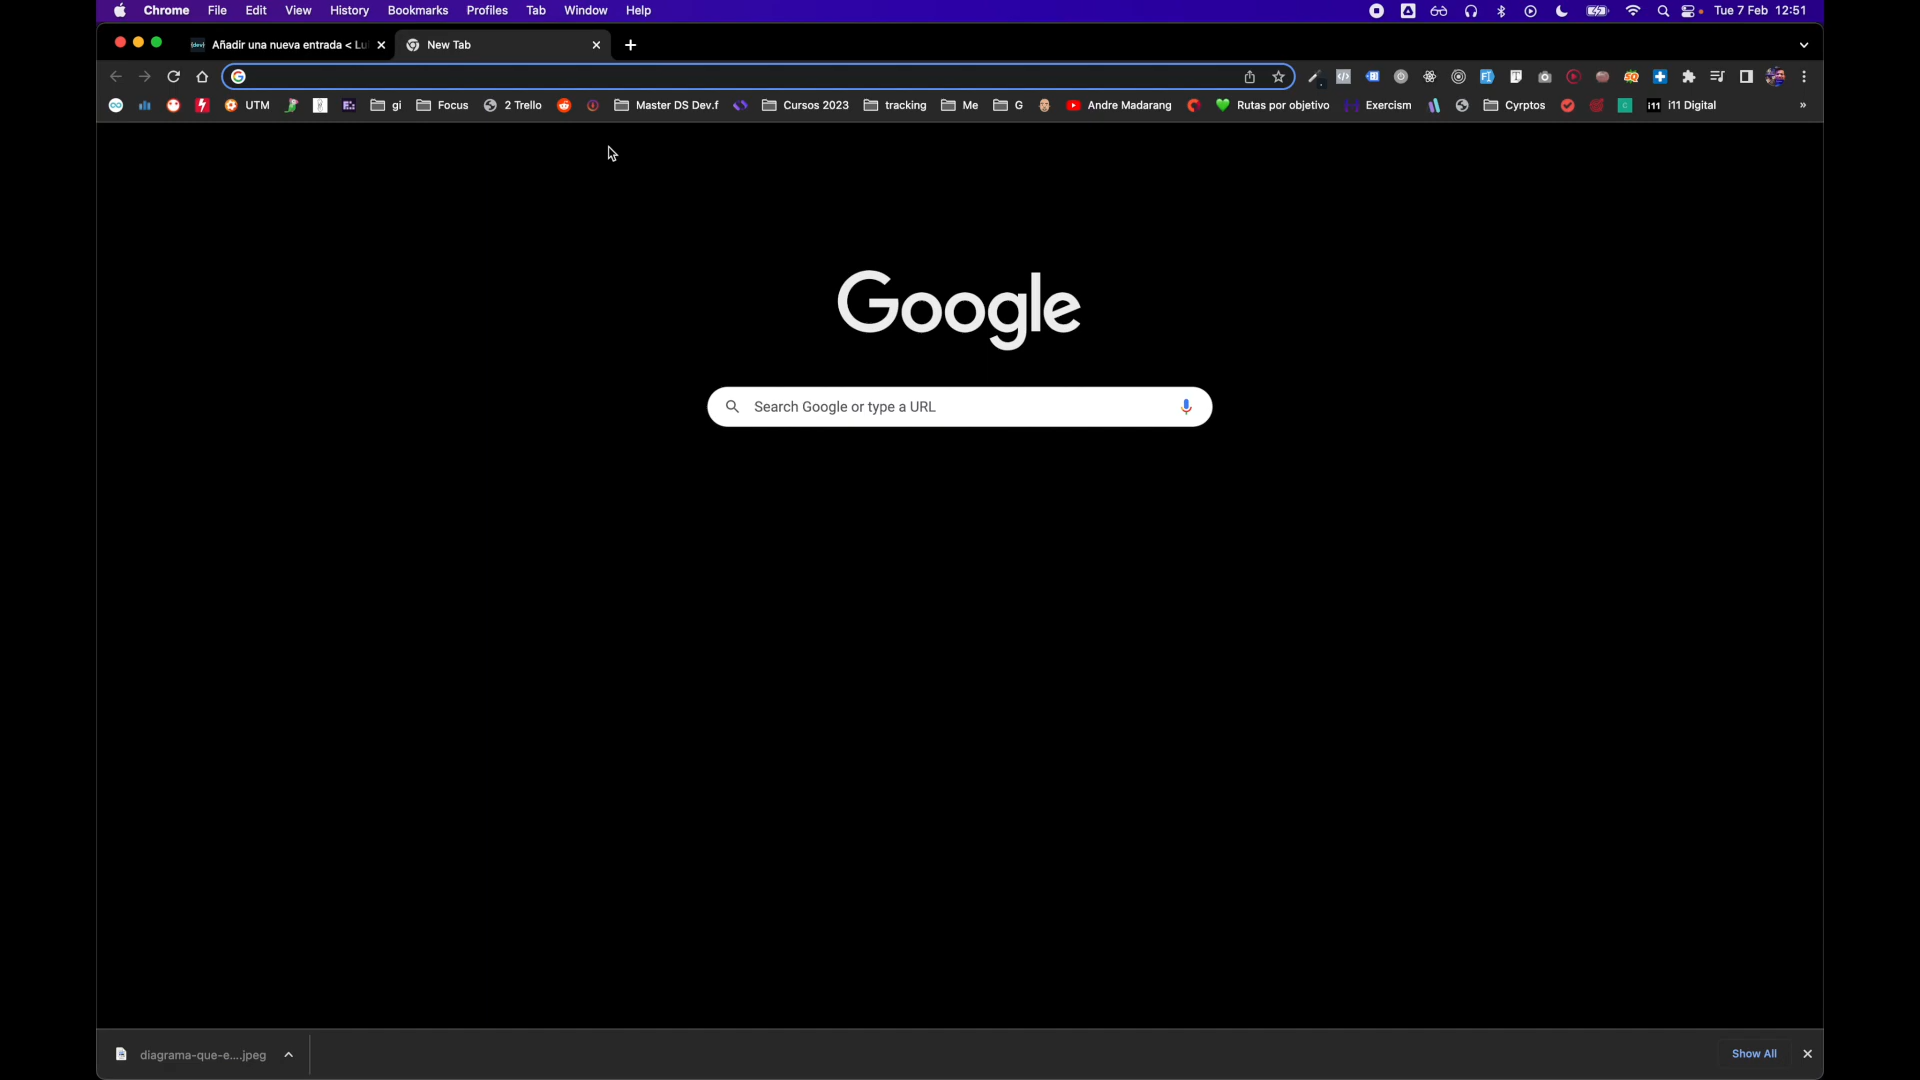 Chrome File Edit View History Bookmarks Profiles Tab Window Help Tue 7 Feb 12:51
Añadir una nueva entrada < Lu New Tab
UTM gi Focus 2 Trello Master DS Dev.f Cursos 2023 tracking Me G Andre Madarang Rutas por objetivo Exercism Cyrptos i11 i11 Digital »
Google
Search Google or type a URL
diagrama-que-e....jpeg Show All